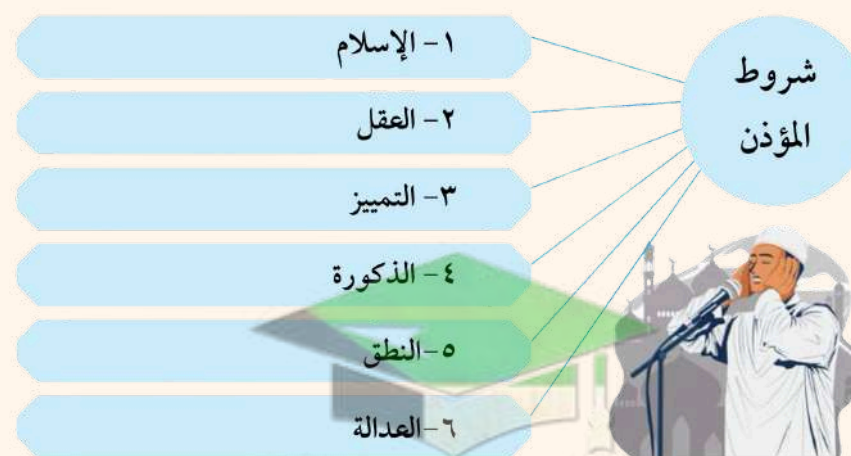 شروط
المؤذن
١- الإسلام
٢- العقل
٣- التمييز
٤- الذكورة
٥-النطق
٦-العدالة